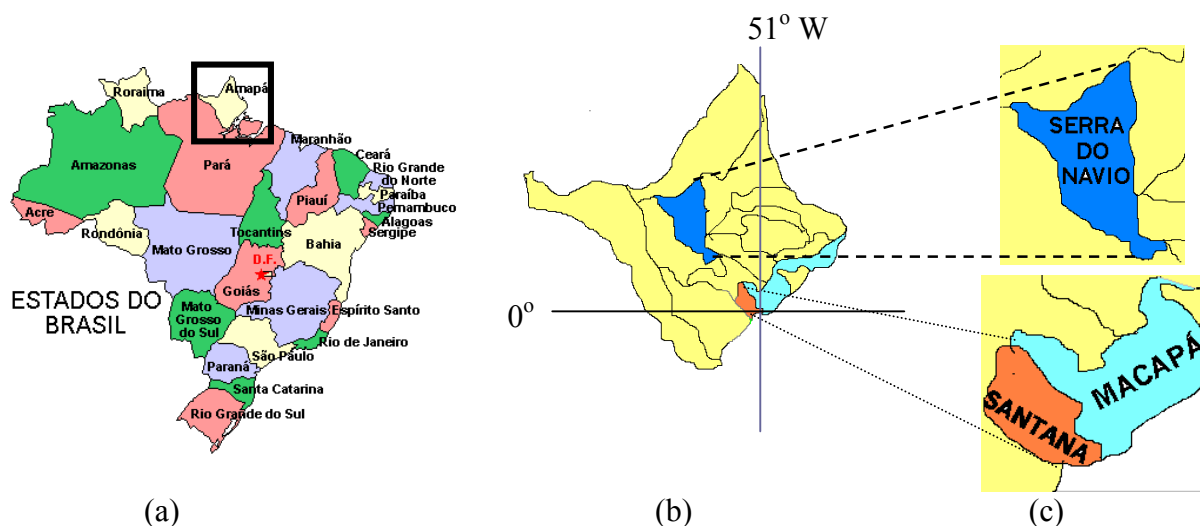 51º W
Roraima
Amapá
Maranhão
Ceará
Rio Grande
do Norte
Paraíba
Pernambuco
Alagoas
Sergipe
Amazonas
Pará
Piauí
Acre
Rondônia
Tocantins
Mato Grosso
Bahia
D.F.
Goiás
ESTADOS DO
BRASIL
Mato
Grosso
do Sul
Minas Gerais
Espírito Santo
São Paulo
Rio de Janeiro
Paraná
Santa Catarina
Rio Grande do Sul
0º
SERRA
DO
NAVIO
MACAPÁ
SANTANA
(a)
(b)
(c)